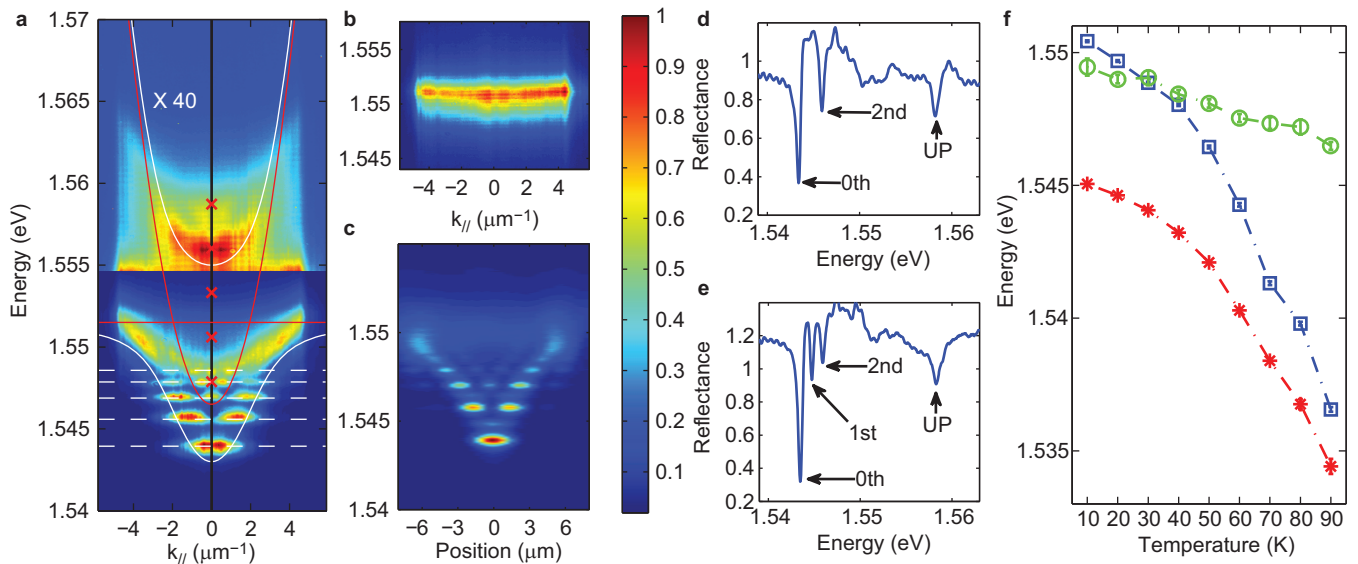 a
1.57
1.565
1.56
1.555
1.55
1.545
1.54
Energy (eV)
X 40
−4 −2 0 2 4
k// (μm−1)
b
1.555
1.55
1.545
−4 −2 0 2 4
k// (μm−1)
c
1.55
1.545
1.54
−6 −3 0 3 6
Position (μm)
1
0.9
0.8
0.7
0.6
0.5
0.4
0.3
0.2
0.1
d
1
0.8
0.6
0.4
0.2
Reflectance
2nd
UP
0th
1.54 1.55 1.56
Energy (eV)
e
1.2
1
0.8
0.6
0.4
0.2
Reflectance
2nd
1st
UP
0th
1.54 1.55 1.56
Energy (eV)
f
1.55
1.545
1.54
1.535
Energy (eV)
10 20 30 40 50 60 70 80 90
Temperature (K)